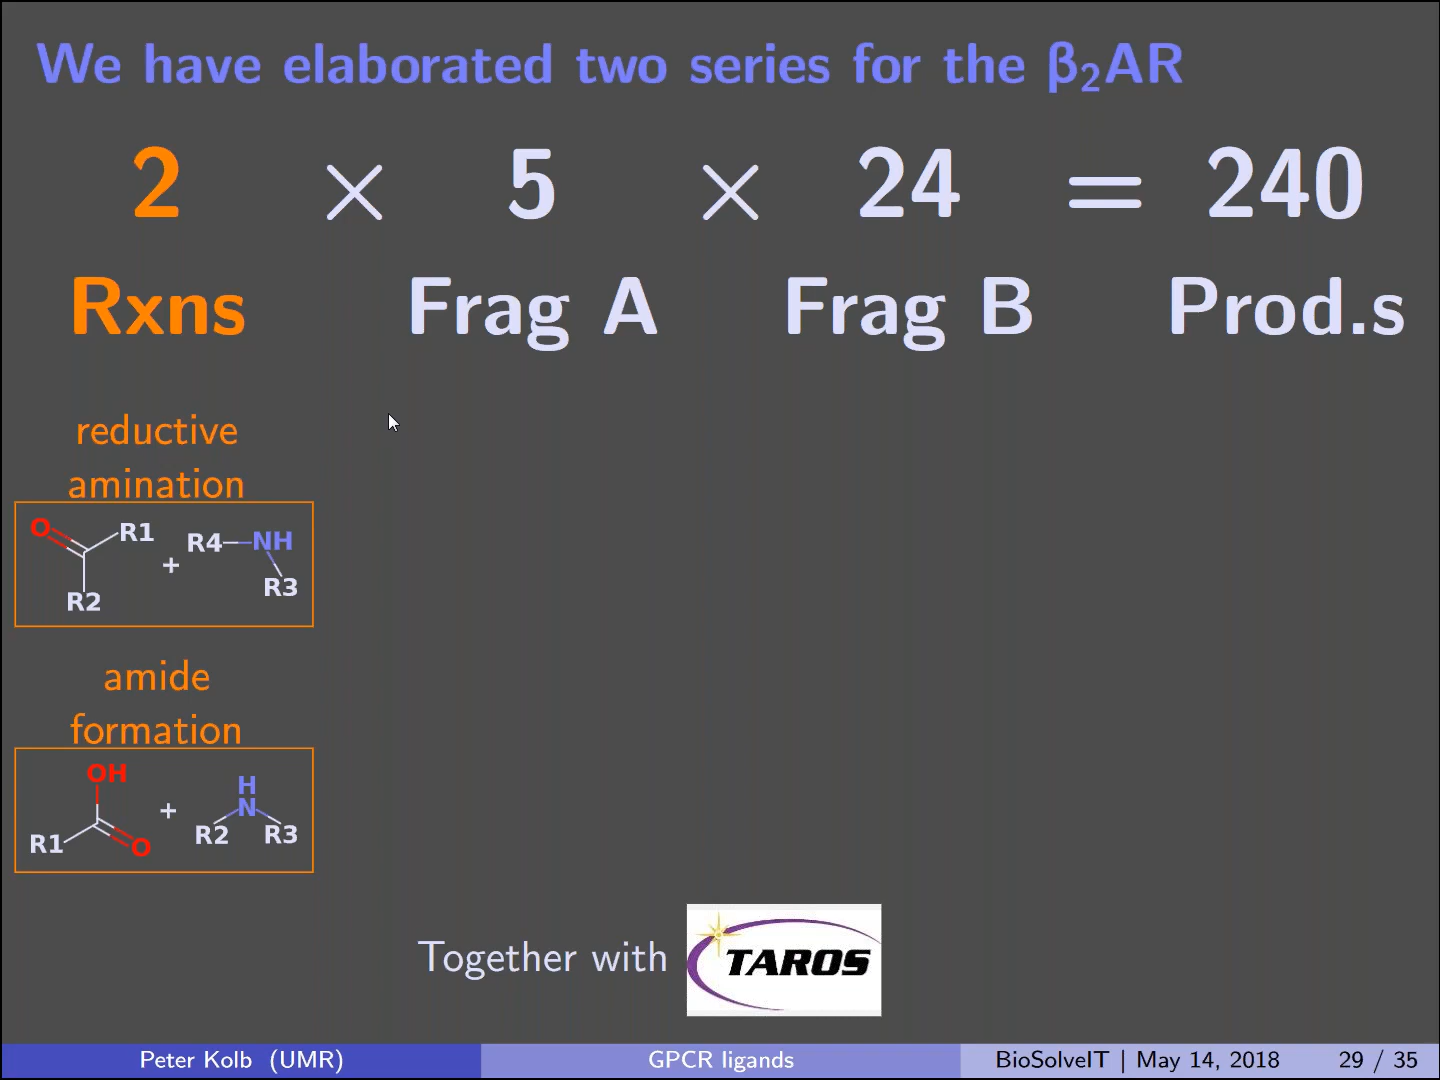 We have elaborated two series for the β₂AR
2 × 5 × 24 = 240
Rxns Frag A Frag B Prod.s
reductive
amination
O R1 + R4 NH
R2 R3
amide
formation
OH H
+ N
R1 O R2 R3
Together with TAROS
Peter Kolb (UMR) GPCR ligands BioSolveIT | May 14, 2018 29 / 35